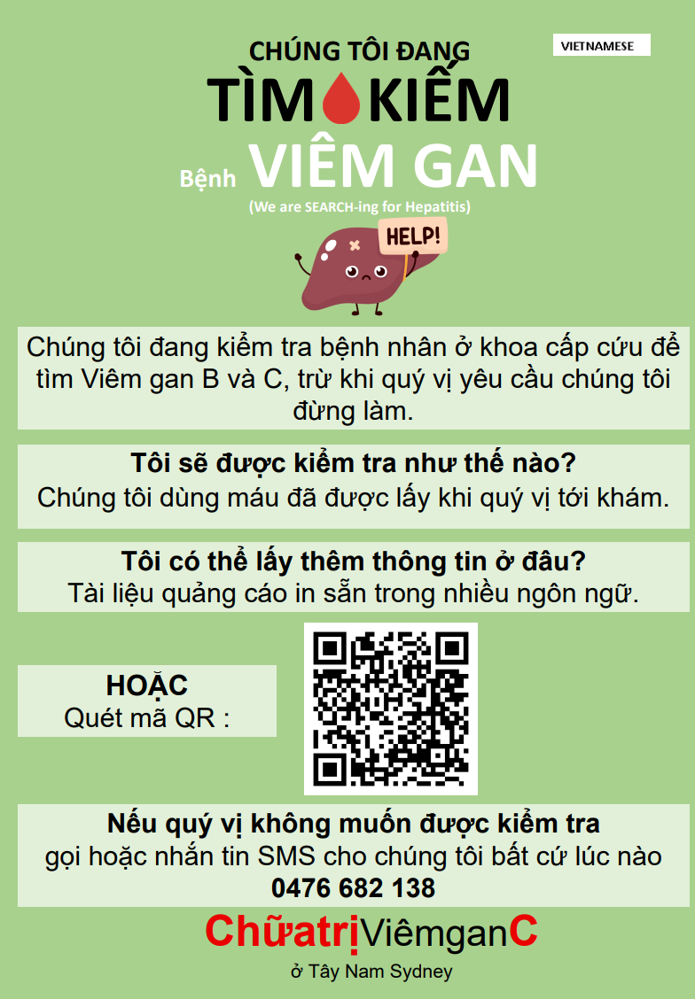 VIETNAMESE
CHÚNG TÔI ĐANG
TÌM KIẾM
Bệnh VIÊM GAN
(We are SEARCH-ing for Hepatitis)
HELP!
Chúng tôi đang kiểm tra bệnh nhân ở khoa cấp cứu để
tìm Viêm gan B và C, trừ khi quý vị yêu cầu chúng tôi
đừng làm.
Tôi sẽ được kiểm tra như thế nào?
Chúng tôi dùng máu đã được lấy khi quý vị tới khám.
Tôi có thể lấy thêm thông tin ở đâu?
Tài liệu quảng cáo in sẵn trong nhiều ngôn ngữ.
HOẶC
Quét mã QR :
Nếu quý vị không muốn được kiểm tra
gọi hoặc nhắn tin SMS cho chúng tôi bất cứ lúc nào
0476 682 138
ChữatrịViêmganC
ở Tây Nam Sydney